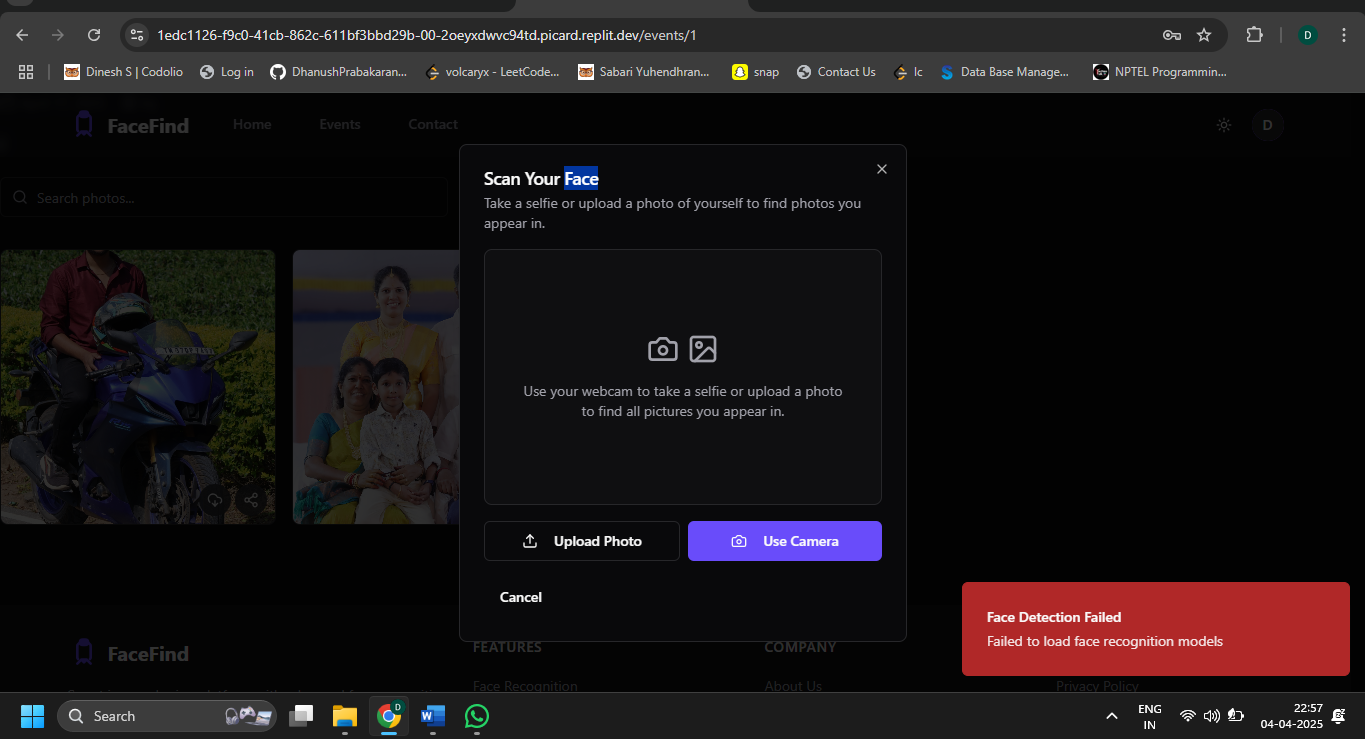 1edc1126-f9c0-41cb-862c-611bf3bbd29b-00-2oeyxdwvc94td.picard.replit.dev/events/1
D
Dinesh S | Codolio
Log in
DhanushPrabakaran...
volcaryx - LeetCode...
Sabari Yuhendhran...
snap
Contact Us
lc
Data Base Manage...
NPTEL Programmin...
FaceFind
Home
Events
Contact
D
Search photos...
Scan Your Face
Take a selfie or upload a photo of yourself to find photos you
appear in.
Use your webcam to take a selfie or upload a photo
to find all pictures you appear in.
Upload Photo
Use Camera
Cancel
Face Detection Failed
Failed to load face recognition models
FaceFind
FEATURES
COMPANY
Face Recognition
About Us
Privacy Policy
Search
D
ENG
IN
22:57
04-04-2025